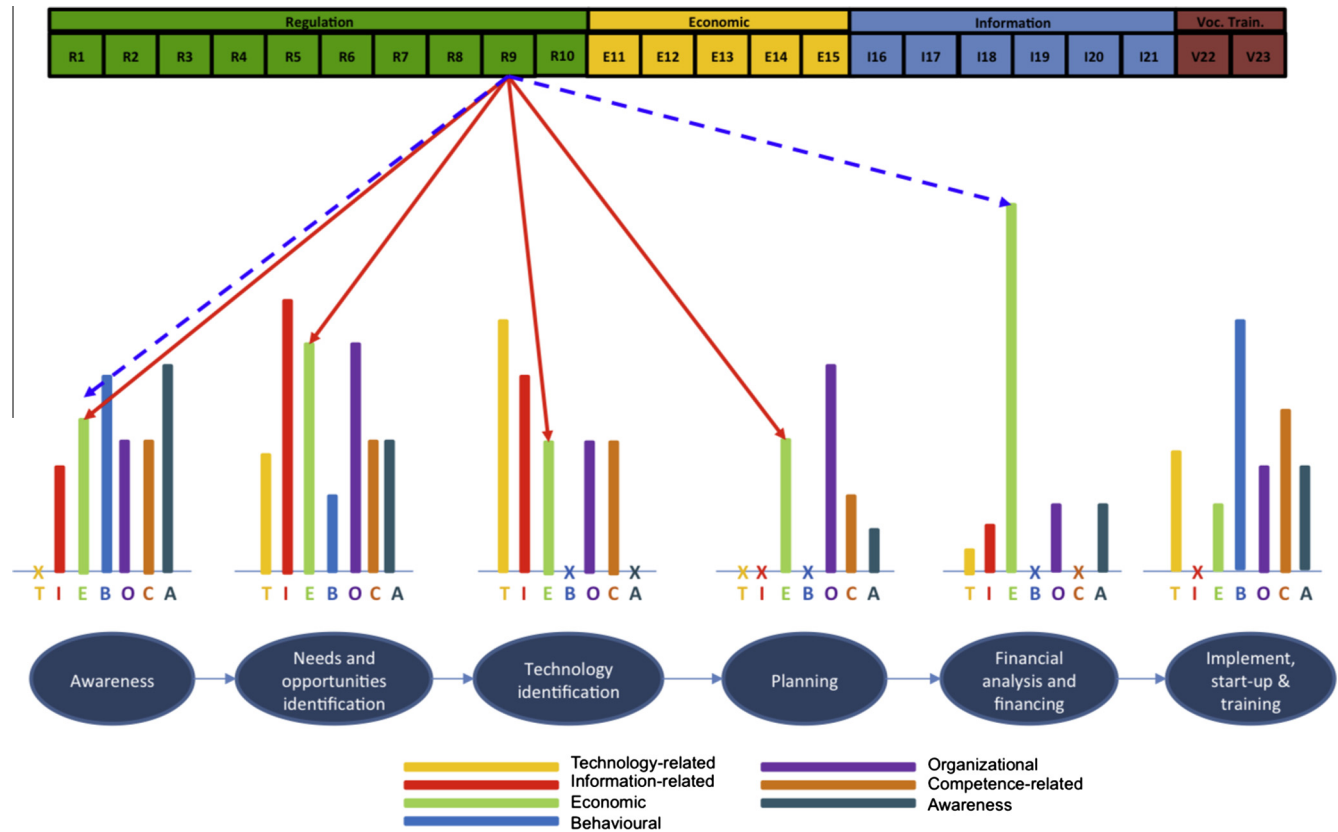 Regulation Economic Information Voc. Train.
R1 R2 R3 R4 R5 R6 R7 R8 R9 R10 E11 E12 E13 E14 E15 I16 I17 I18 I19 I20 I21 V22 V23
X X X X X X X X X X
T I E B O C A T I E B O C A T I E B O C A T I E B O C A T I E B O C A T I E B O C A
Awareness
Needs and
opportunities
identification
Technology
identification
Planning
Financial
analysis and
financing
Implement,
start-up &
training
Technology-related
Information-related
Economic
Behavioural
Organizational
Competence-related
Awareness